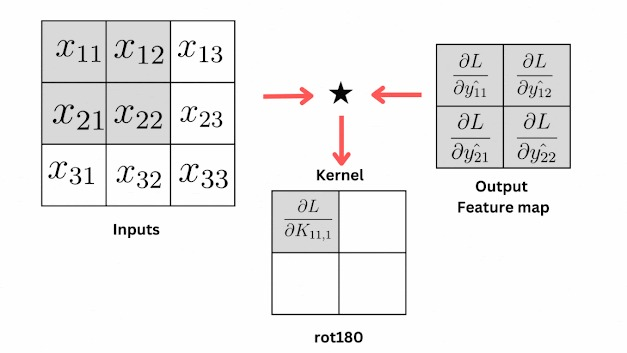 x₁₁ x₁₂ x₁₃
x₂₁ x₂₂ x₂₃
x₃₁ x₃₂ x₃₃
Inputs
★
∂L/∂ŷ₁₁ ∂L/∂ŷ₁₂
∂L/∂ŷ₂₁ ∂L/∂ŷ₂₂
Output
Feature map
Kernel
∂L/∂K₁₁,₁
rot180